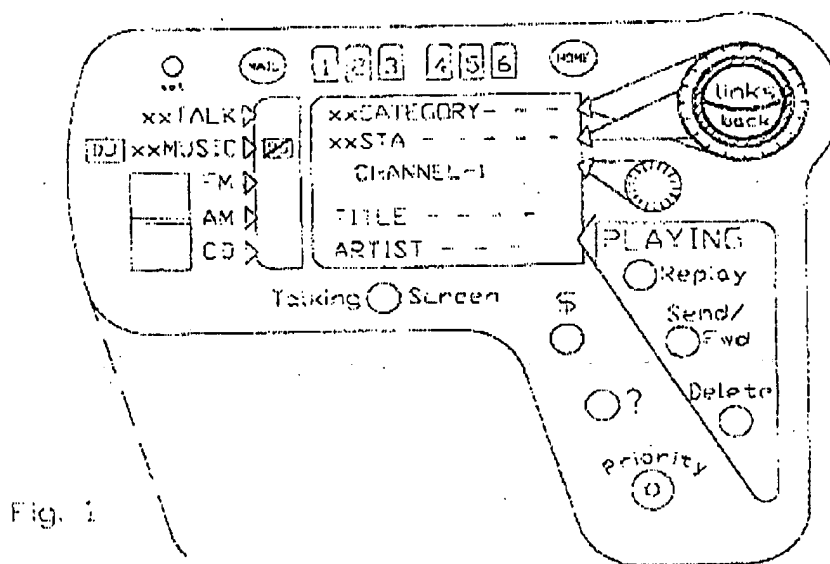 MAIL 1 2 3 4 5 6 HOME
links
back
xxTALK xxCATEGORY- - - -
DJ xxMUSIC xxSTA - - - - -
FM CHANNEL-1
AM TITLE - - - -
CD ARTIST - - - -
PLAYING
Replay
Talking Screen $
Send/
Fwd
Delete
?
Priority
Fig. 1